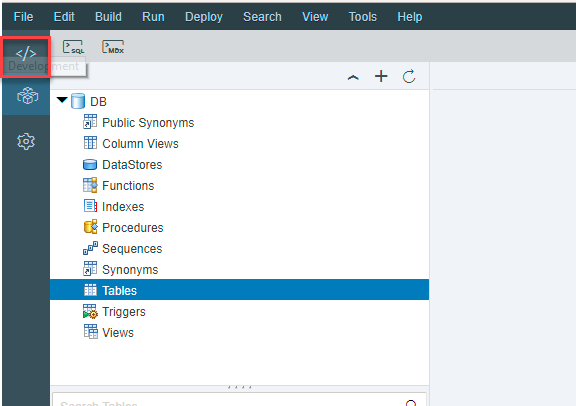 File Edit Build Run Deploy Search View Tools Help
</> SQL MDX
Development
DB
Public Synonyms
Column Views
DataStores
Functions
Indexes
Procedures
Sequences
Synonyms
Tables
Triggers
Views
Search Tables